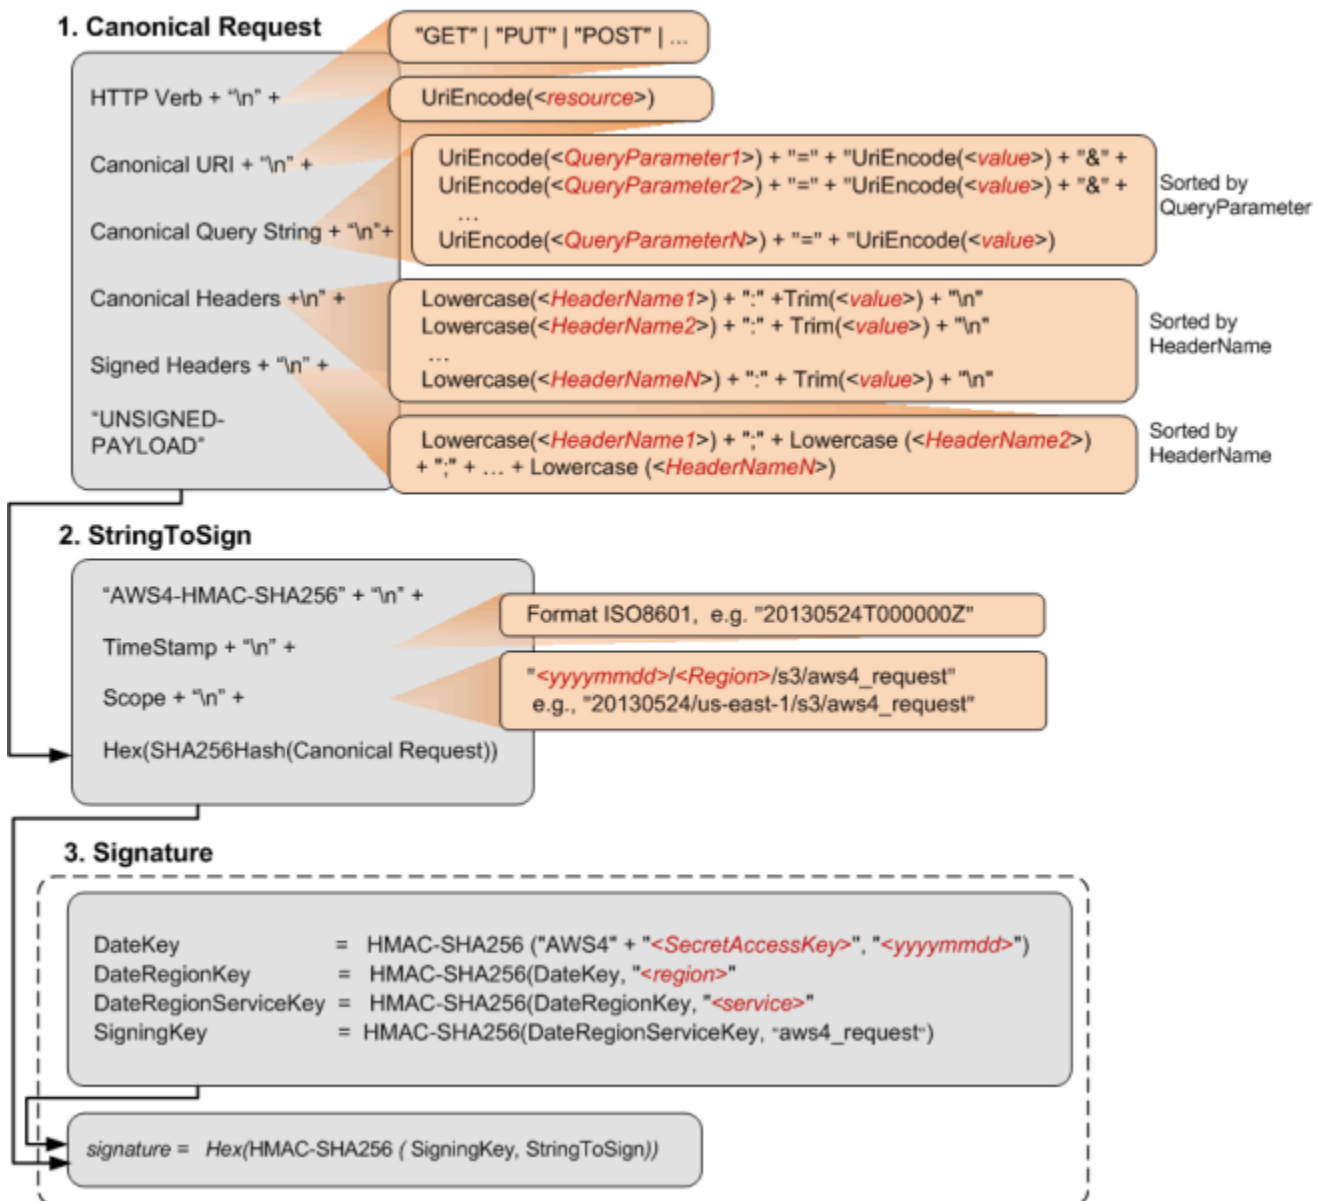 1. Canonical Request
"GET" | "PUT" | "POST" | ...
HTTP Verb + “\n” +
UriEncode(<resource>)
Canonical URI + “\n” +
UriEncode(<QueryParameter1>) + "=" + "UriEncode(<value>) + "&" +
UriEncode(<QueryParameter2>) + "=" + "UriEncode(<value>) + "&" +
...
UriEncode(<QueryParameterN>) + "=" + "UriEncode(<value>)
Sorted by
QueryParameter
Canonical Query String + “\n”+
Canonical Headers +\n” +
Lowercase(<HeaderName1>) + ":" +Trim(<value>) + "\n"
Lowercase(<HeaderName2>) + ":" + Trim(<value>) + "\n"
...
Lowercase(<HeaderNameN>) + ":" + Trim(<value>) + "\n"
Sorted by
HeaderName
Signed Headers + “\n” +
“UNSIGNED-
PAYLOAD”
Lowercase(<HeaderName1>) + ";" + Lowercase (<HeaderName2>)
+ ";" + ... + Lowercase (<HeaderNameN>)
Sorted by
HeaderName
2. StringToSign
“AWS4-HMAC-SHA256” + “\n” +
Format ISO8601, e.g. "20130524T000000Z"
TimeStamp + “\n” +
"<yyyymmdd>/<Region>/s3/aws4_request"
e.g., "20130524/us-east-1/s3/aws4_request"
Scope + “\n” +
Hex(SHA256Hash(Canonical Request))
3. Signature
DateKey = HMAC-SHA256 ("AWS4" + "<SecretAccessKey>", "<yyyymmdd>")
DateRegionKey = HMAC-SHA256(DateKey, "<region>"
DateRegionServiceKey = HMAC-SHA256(DateRegionKey, "<service>"
SigningKey = HMAC-SHA256(DateRegionServiceKey, "aws4_request")
signature = Hex(HMAC-SHA256 ( SigningKey, StringToSign))